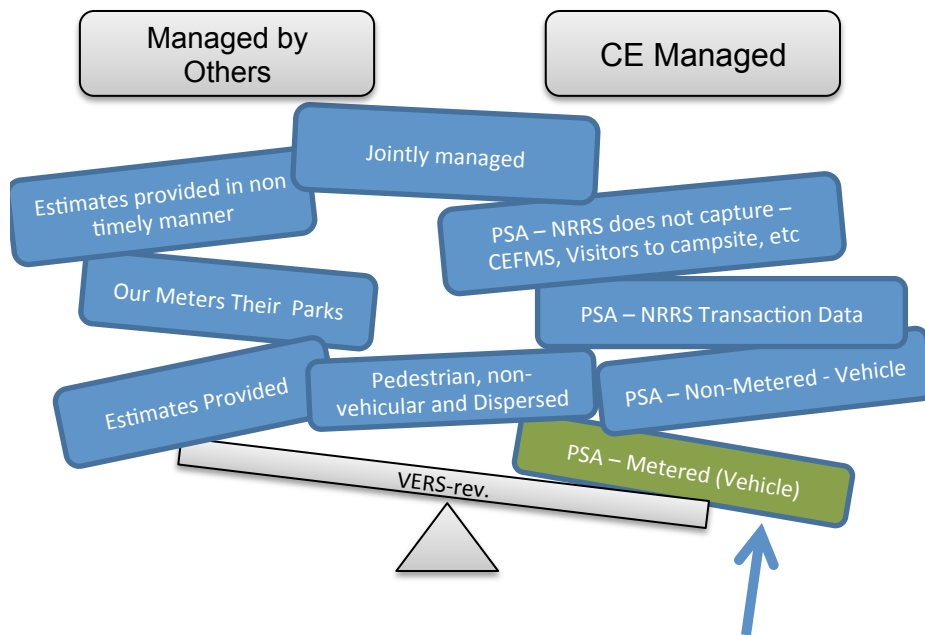 Managed by
Others
CE Managed
Jointly managed
Estimates provided in non
timely manner
PSA – NRRS does not capture –
CEFMS, Visitors to campsite, etc
Our Meters Their Parks
PSA – NRRS Transaction Data
Estimates Provided
Pedestrian, non-
vehicular and Dispersed
PSA – Non-Metered - Vehicle
PSA – Metered (Vehicle)
VERS-rev.